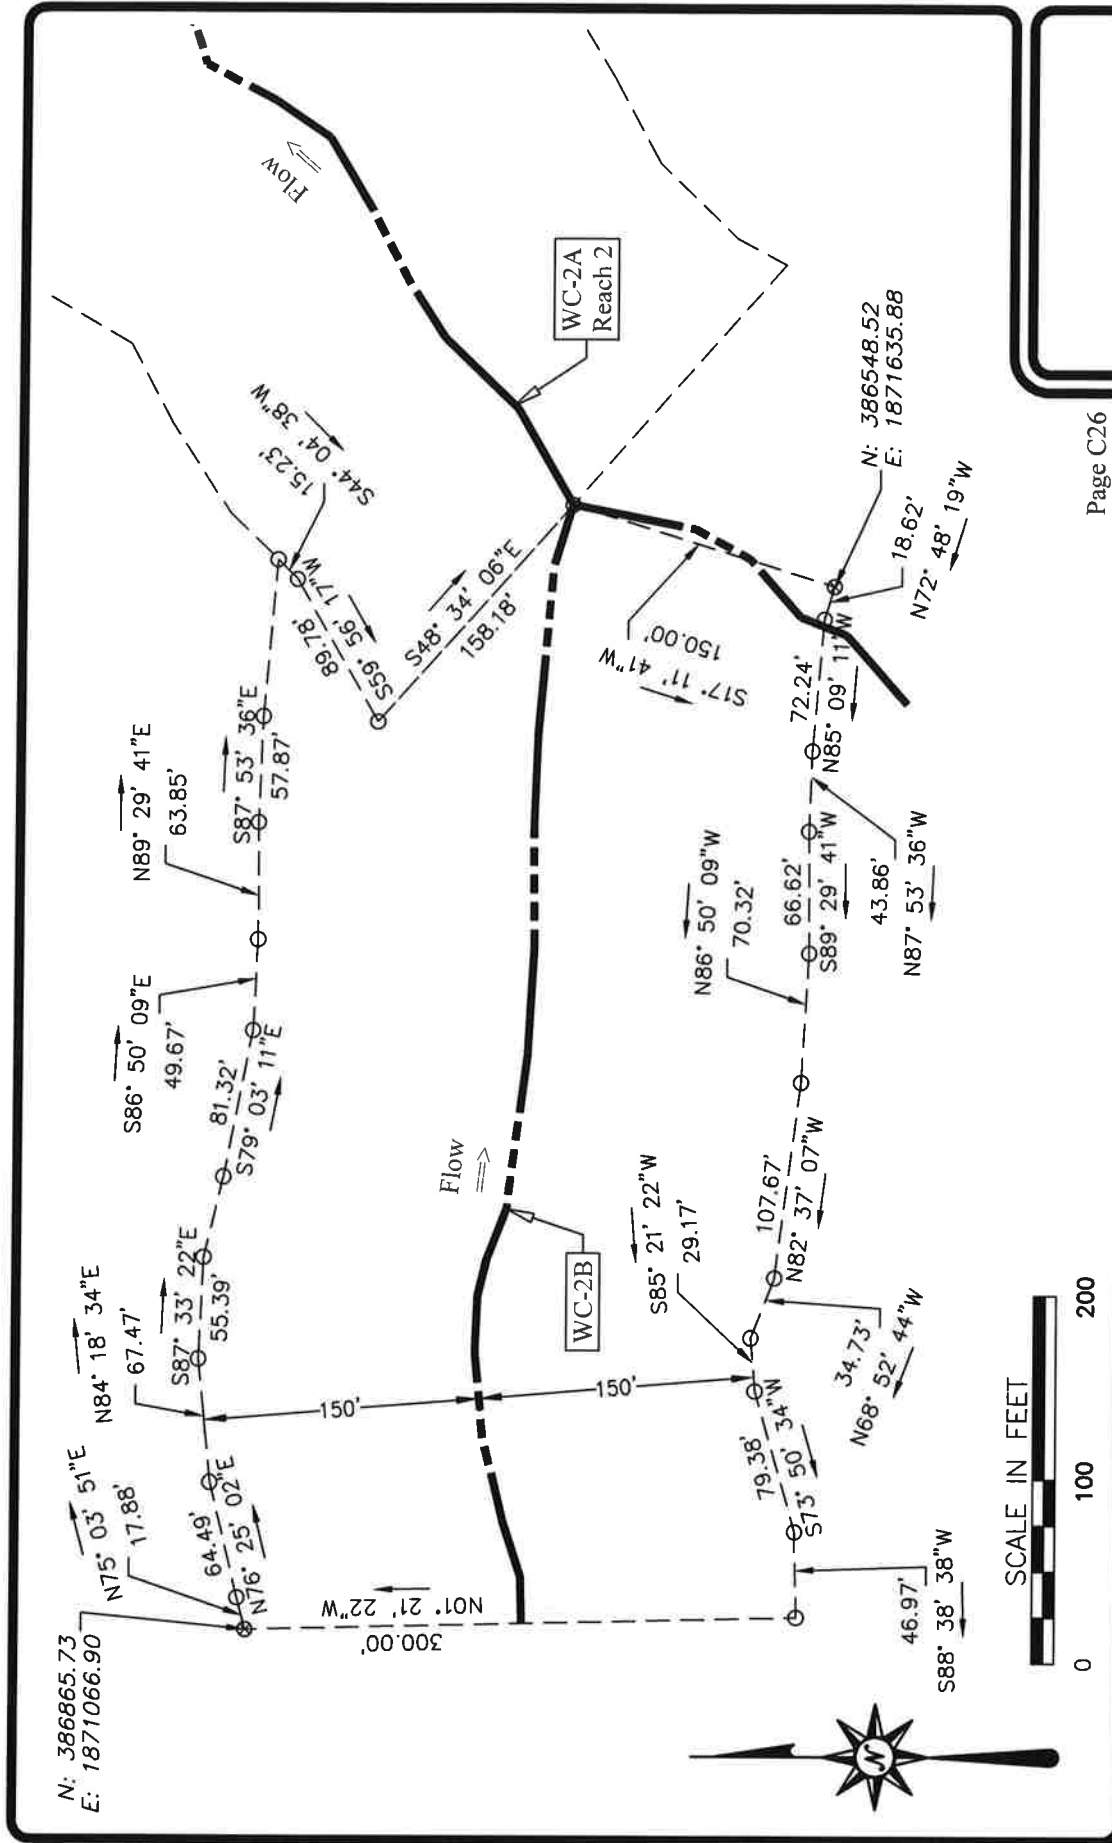 N: 386865.73
E: 1871066.90
N75° 03' 51"E
17.88'
64.49'
N76° 25' 02"E
N84° 18' 34"E
67.47'
S87° 33' 22"E
55.39'
81.32'
S79° 03' 11"E
S86° 50' 09"E
49.67'
N89° 29' 41"E
63.85'
S87° 53' 36"E
57.87'
S44° 04' 38"W
15.23'
89.78'
S59° 56' 17"W
S48° 34' 06"E
158.18'
Flow
WC-2A
Reach 2
S17° 11' 41"W
150.00'
N: 386548.52
E: 1871635.88
18.62'
N72° 48' 19"W
72.24'
N85° 09' 11"W
43.86'
N87° 53' 36"W
66.62'
S89° 29' 41"W
N86° 50' 09"W
70.32'
107.67'
N82° 37' 07"W
34.73'
N68° 52' 44"W
S85° 21' 22"W
29.17'
79.38'
S73° 50' 34"W
46.97'
S88° 38' 38"W
N01° 21' 22"W
300.00'
150'
150'
Flow
WC-2B
N
SCALE IN FEET
0
100
200
Page C26